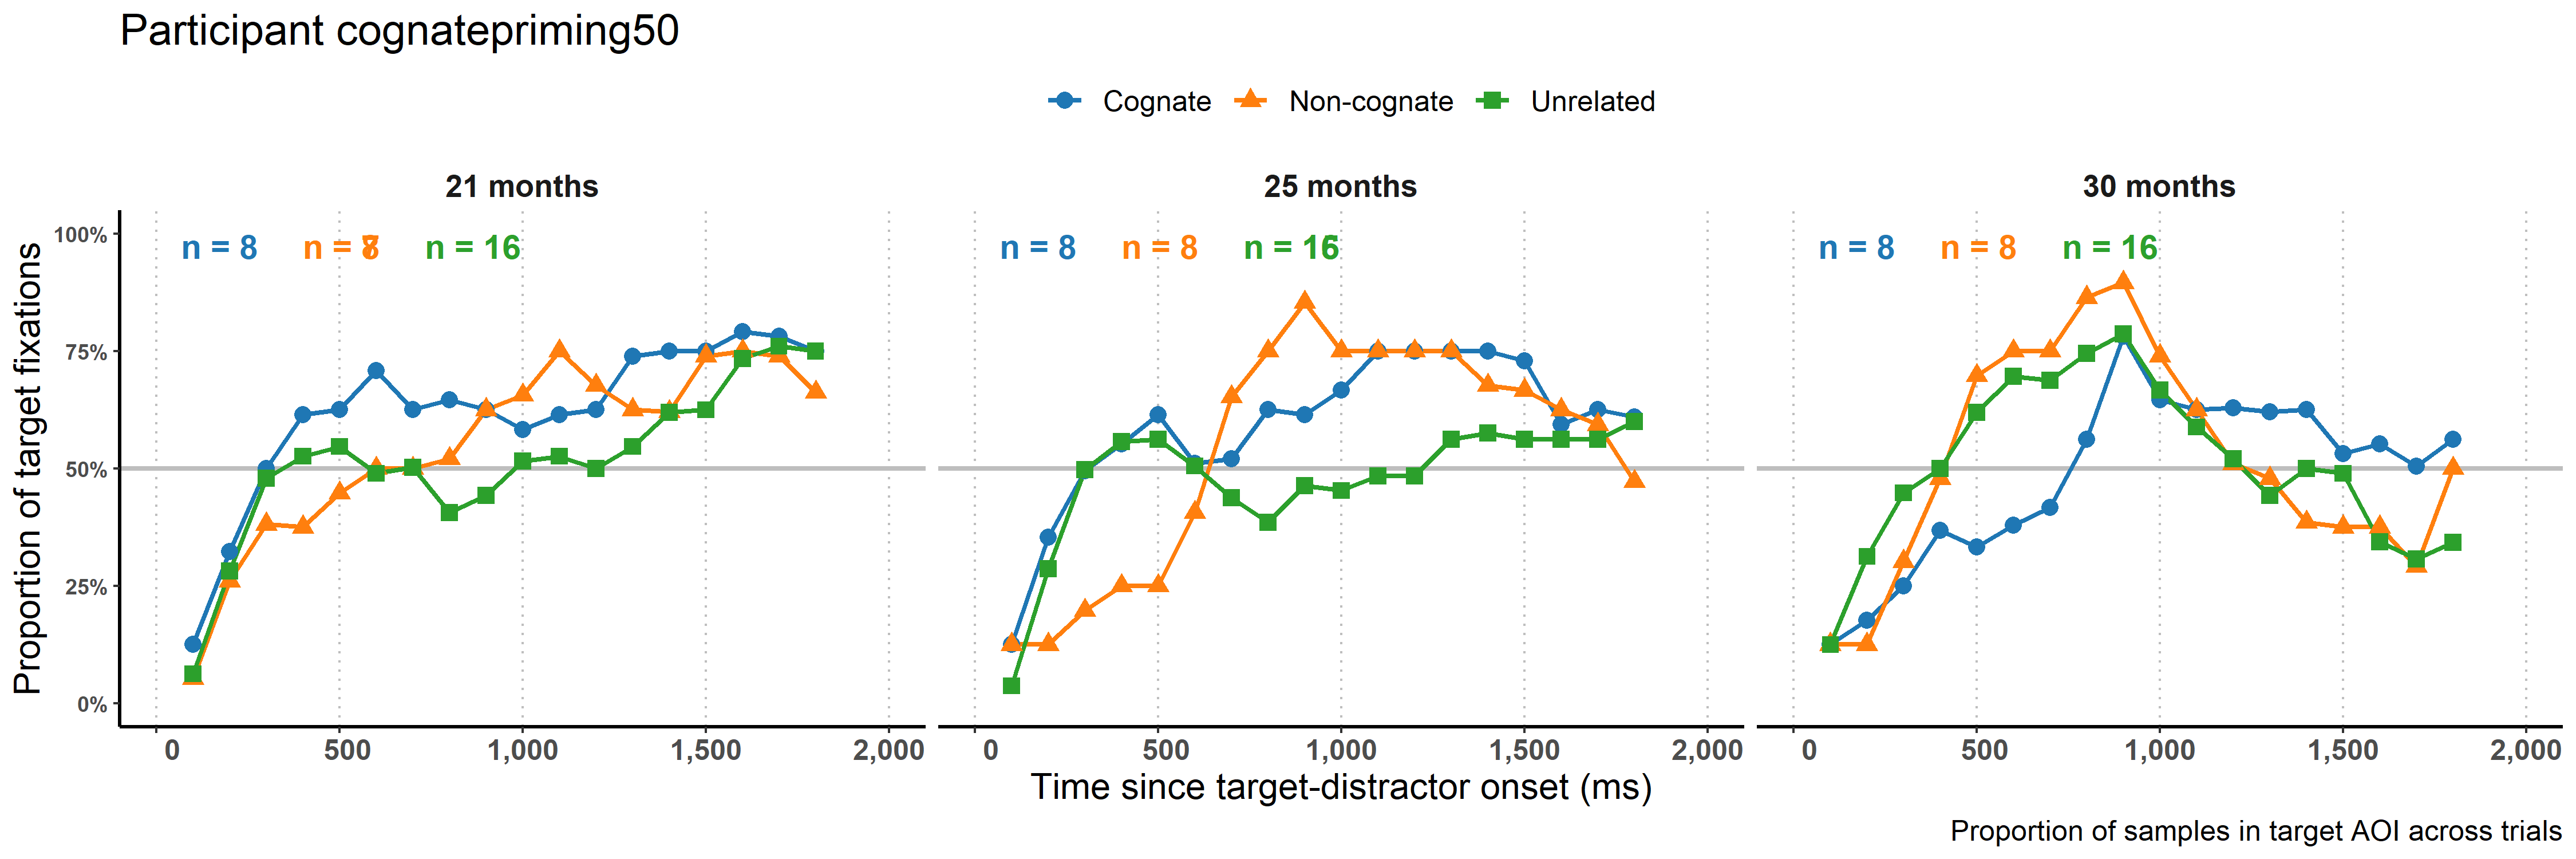 Participant cognatepriming50
Cognate Non-cognate Unrelated
21 months 25 months 30 months
Proportion of target fixations
100%
75%
50%
25%
0%
n = 8 n = n = 16
n = 8 n = 8 n =
n = 8 n = 8 n = 16
0 500 1,000 1,500 2,000
0 500 1,000 1,500 2,000
0 500 1,000 1,500 2,000
Time since target-distractor onset (ms)
Proportion of samples in target AOI across trials